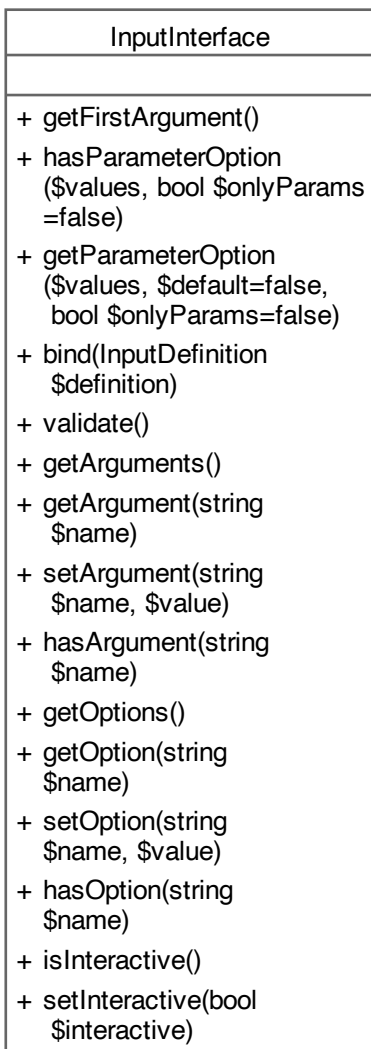 InputInterface
+ getFirstArgument()
+ hasParameterOption
($values, bool $onlyParams
=false)
+ getParameterOption
($values, $default=false,
bool $onlyParams=false)
+ bind(InputDefinition
$definition)
+ validate()
+ getArguments()
+ getArgument(string
$name)
+ setArgument(string
$name, $value)
+ hasArgument(string
$name)
+ getOptions()
+ getOption(string
$name)
+ setOption(string
$name, $value)
+ hasOption(string
$name)
+ isInteractive()
+ setInteractive(bool
$interactive)